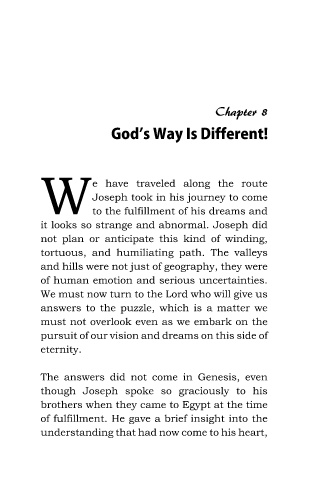 Chapter 8
God's Way Is Different!
We have traveled along the route
Joseph took in his journey to come
to the fulfillment of his dreams and
it looks so strange and abnormal. Joseph did
not plan or anticipate this kind of winding,
tortuous, and humiliating path. The valleys
and hills were not just of geography, they were
of human emotion and serious uncertainties.
We must now turn to the Lord who will give us
answers to the puzzle, which is a matter we
must not overlook even as we embark on the
pursuit of our vision and dreams on this side of
eternity.
The answers did not come in Genesis, even
though Joseph spoke so graciously to his
brothers when they came to Egypt at the time
of fulfillment. He gave a brief insight into the
understanding that had now come to his heart,